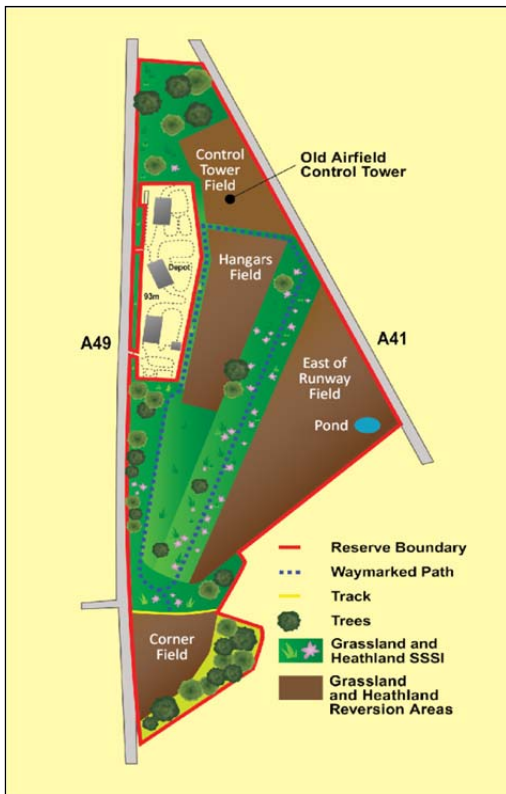 Control
Tower
Field
Old Airfield
Control Tower
Hangars
Field
Depot
93m
A49
A41
East of
Runway
Field
Pond
Reserve Boundary
Waymarked Path
Track
Trees
Grassland and
Heathland SSSI
Grassland
and Heathland
Reversion Areas
Corner
Field